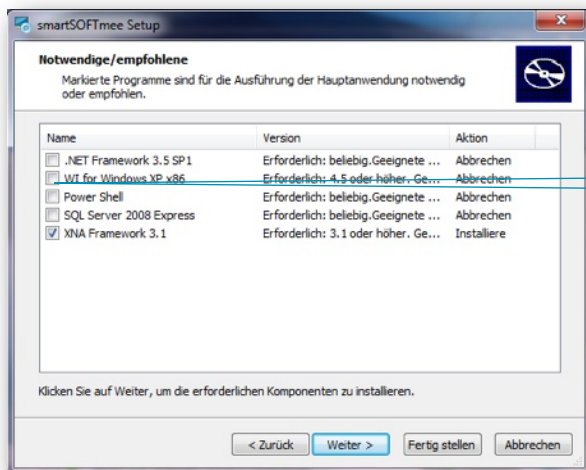 smartSOFTmee Setup
Notwendige/empfohlene
Markierte Programme sind für die Ausführung der Hauptanwendung notwendig
oder empfohlen.
Name Version Aktion
.NET Framework 3.5 SP1 Erforderlich: beliebig.Geeignete ... Abbrechen
WI for Windows XP x86 Erforderlich: 4.5 oder höher. Ge... Abbrechen
Power Shell Erforderlich: beliebig.Geeignete ... Abbrechen
SQL Server 2008 Express Erforderlich: beliebig.Geeignete ... Abbrechen
XNA Framework 3.1 Erforderlich: 3.1 oder höher. Ge... Installiere
Klicken Sie auf Weiter, um die erforderlichen Komponenten zu installieren.
< Zurück Weiter > Fertig stellen Abbrechen